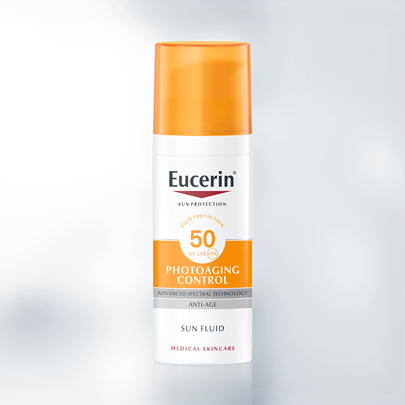 Eucerin®
SUN PROTECTION
HIGH PROTECTION
50
SPF UVB+UVA
PHOTOAGING
CONTROL
ADVANCED SPECTRAL TECHNOLOGY
ANTI-AGE
SUN FLUID
MEDICAL SKINCARE